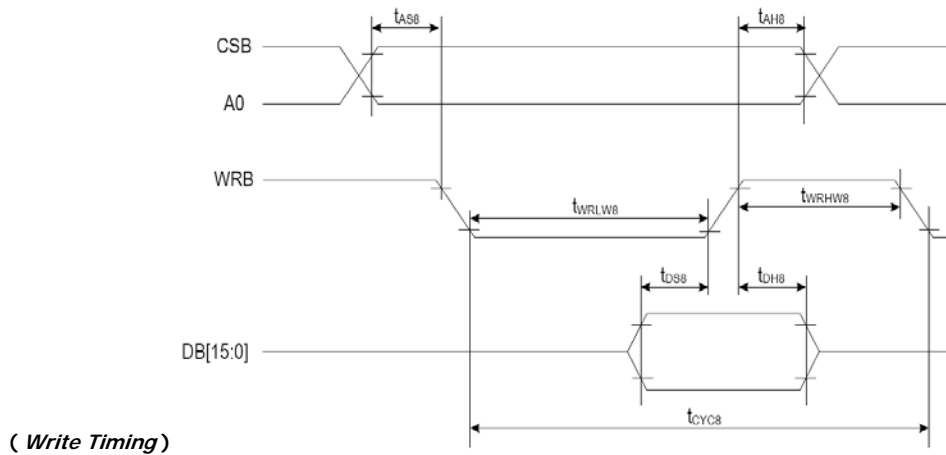 tAS8 tAH8
CSB
A0
WRB
tWRLW8 tWRHW8
tDS8 tDH8
DB[15:0]
tCYC8
( Write Timing )